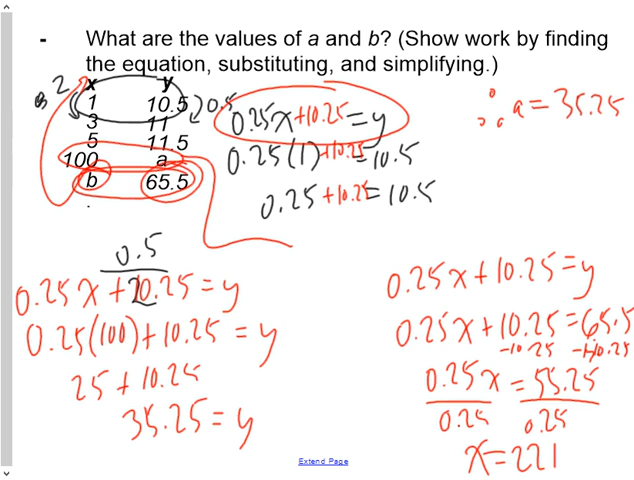 - What are the values of a and b? (Show work by finding
the equation, substituting, and simplifying.)
x y
1 10.5
3 11
5 11.5
100 a
b 65.5
2
0.5
0.25x+10.25=y
0.25(1)+10.25=10.5
0.25+10.25=10.5
∴ a=35.25
0.5
2
0.25x+10.25=y
0.25(100)+10.25=y
25+10.25
35.25=y
0.25x+10.25=y
0.25x+10.25=65.5
-10.25 -10.25
0.25x=55.25
0.25 0.25
x=221
Extend Page